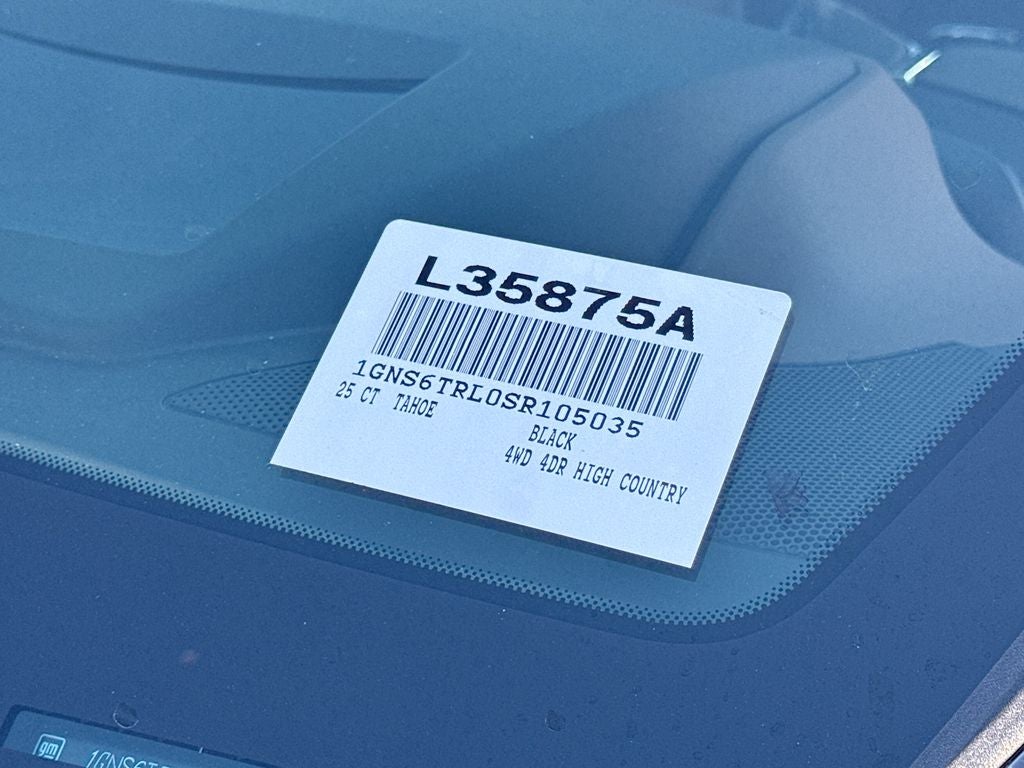 L35875A
1GNS6TRL0SR105035
25 CT TAHOE
BLACK
4WD 4DR HIGH COUNTRY
gm